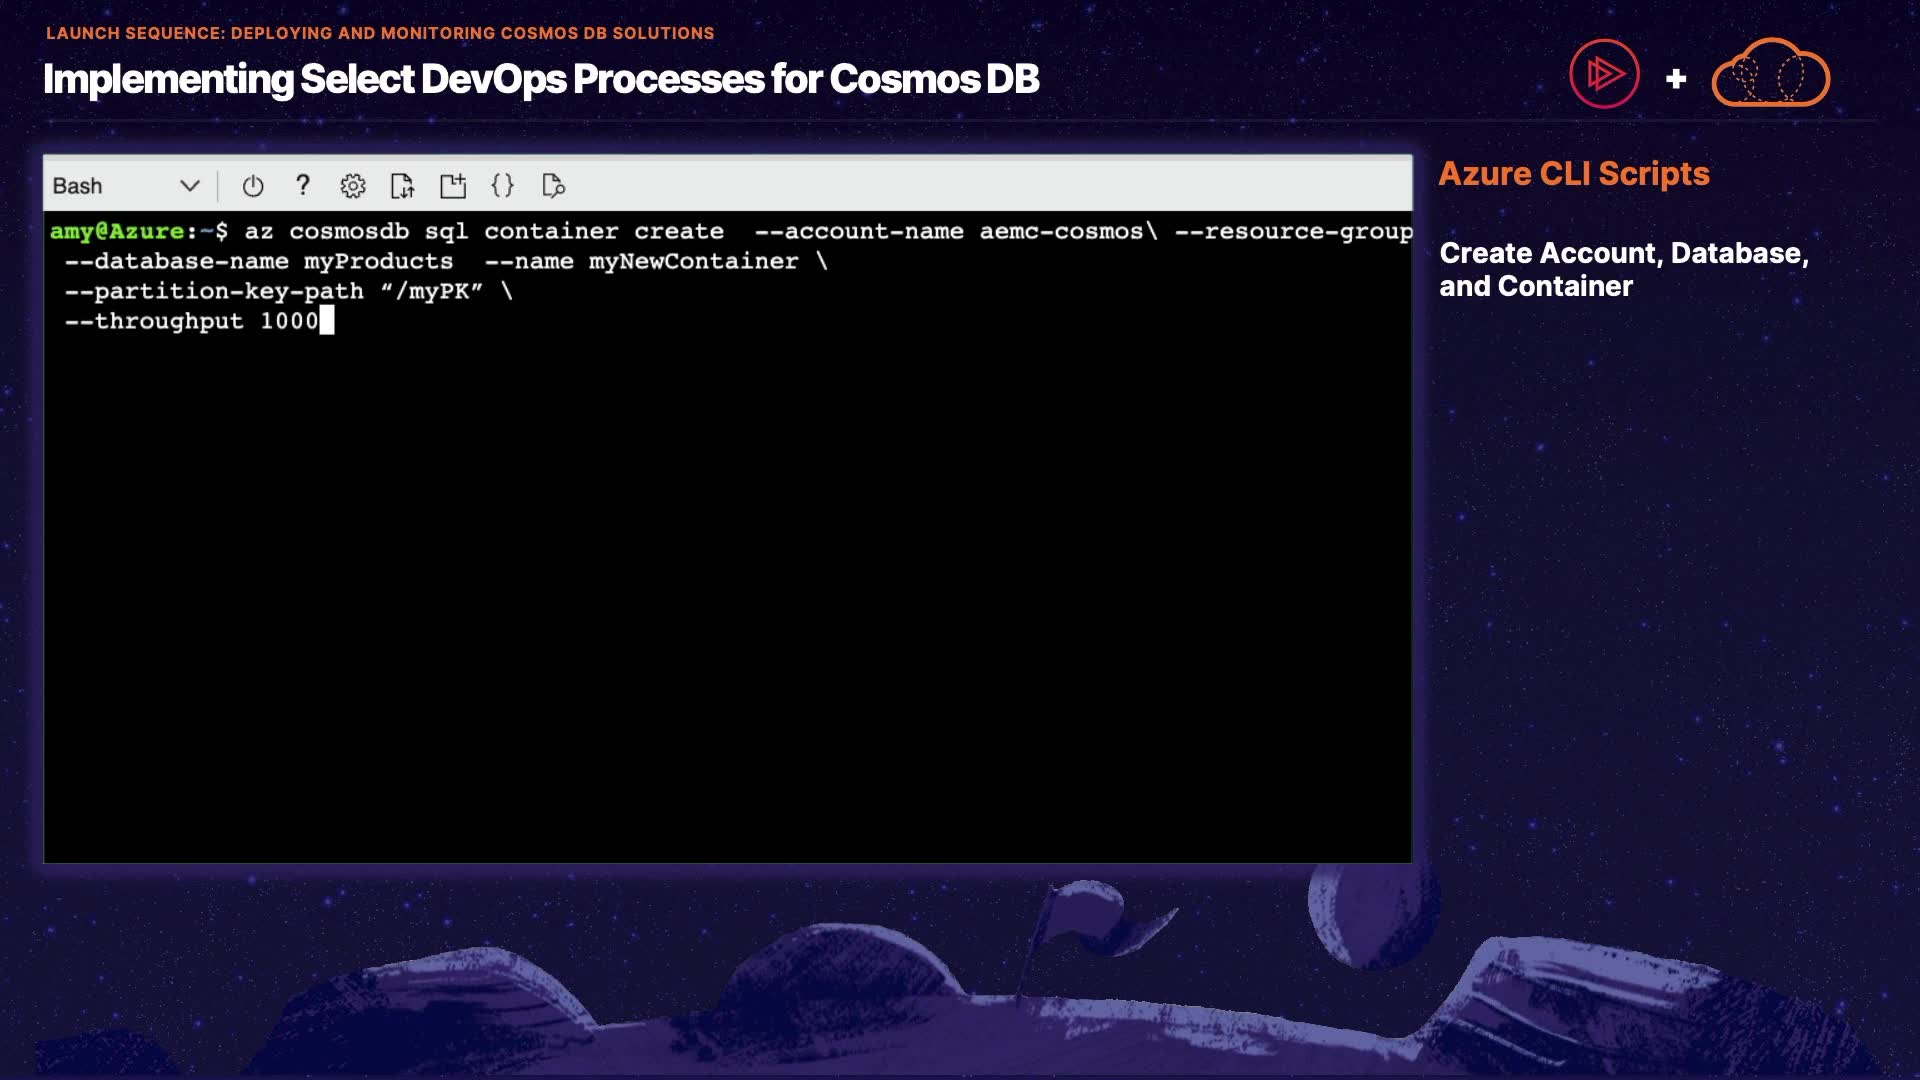 LAUNCH SEQUENCE: DEPLOYING AND MONITORING COSMOS DB SOLUTIONS
Implementing Select DevOps Processes for Cosmos DB
Bash
amy@Azure:~$ az cosmosdb sql container create  --account-name aemc-cosmos\ --resource-group
--database-name myProducts  --name myNewContainer \
--partition-key-path “/myPK” \
--throughput 1000
Azure CLI Scripts
Create Account, Database,
and Container